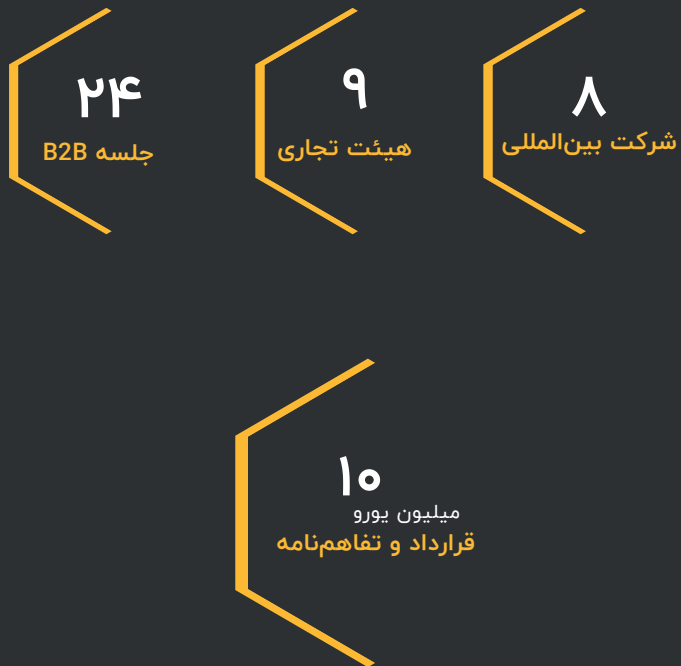 ۸
شرکت بین‌المللی
۹
هیئت تجاری
۲۴
جلسه B2B
۱۰
میلیون یورو
قرارداد و تفاهم‌نامه